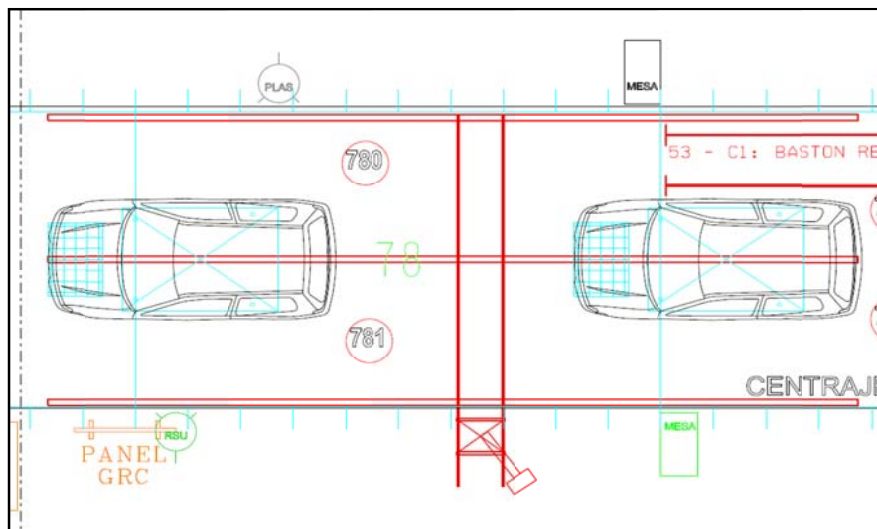 PLAS
MESA
780
53 - C1: BASTON RE
78
781
CENTRAJE
RSU
MESA
PANEL
GRC